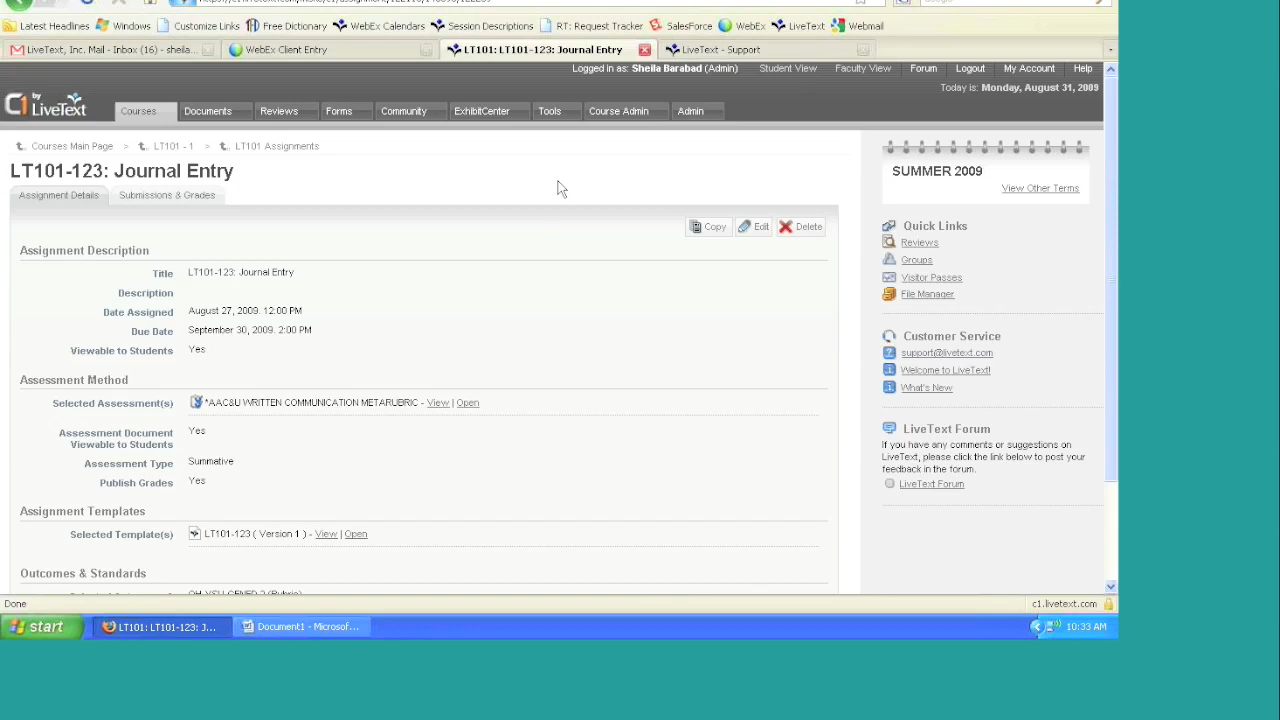 Latest Headlines Windows Customize Links Free Dictionary WebEx Calendars Session Descriptions RT: Request Tracker SalesForce WebEx LiveText Webmail
LiveText, Inc. Mail - Inbox (16) - sheila... WebEx Client Entry LT101: LT101-123: Journal Entry LiveText - Support
Logged in as: Sheila Barabad (Admin) Student View Faculty View Forum Logout My Account Help
Today is: Monday, August 31, 2009
C1 by LiveText
Courses Documents Reviews Forms Community ExhibitCenter Tools Course Admin Admin
Courses Main Page > LT101 - 1 > LT101 Assignments
LT101-123: Journal Entry
Assignment Details Submissions & Grades
Copy Edit Delete
Assignment Description
Title LT101-123: Journal Entry
Description
Date Assigned August 27, 2009. 12:00 PM
Due Date September 30, 2009. 2:00 PM
Viewable to Students Yes
Assessment Method
Selected Assessment(s) *AAC&U WRITTEN COMMUNICATION METARUBRIC - View | Open
Assessment Document Viewable to Students Yes
Assessment Type Summative
Publish Grades Yes
Assignment Templates
Selected Template(s) LT101-123 ( Version 1 ) - View | Open
Outcomes & Standards
SUMMER 2009
View Other Terms
Quick Links
Reviews
Groups
Visitor Passes
File Manager
Customer Service
support@livetext.com
Welcome to LiveText!
What's New
LiveText Forum
If you have any comments or suggestions on
LiveText, please click the link below to post your
feedback in the forum.
LiveText Forum
Done c1.livetext.com
start LT101: LT101-123: J... Document1 - Microsof... 10:33 AM